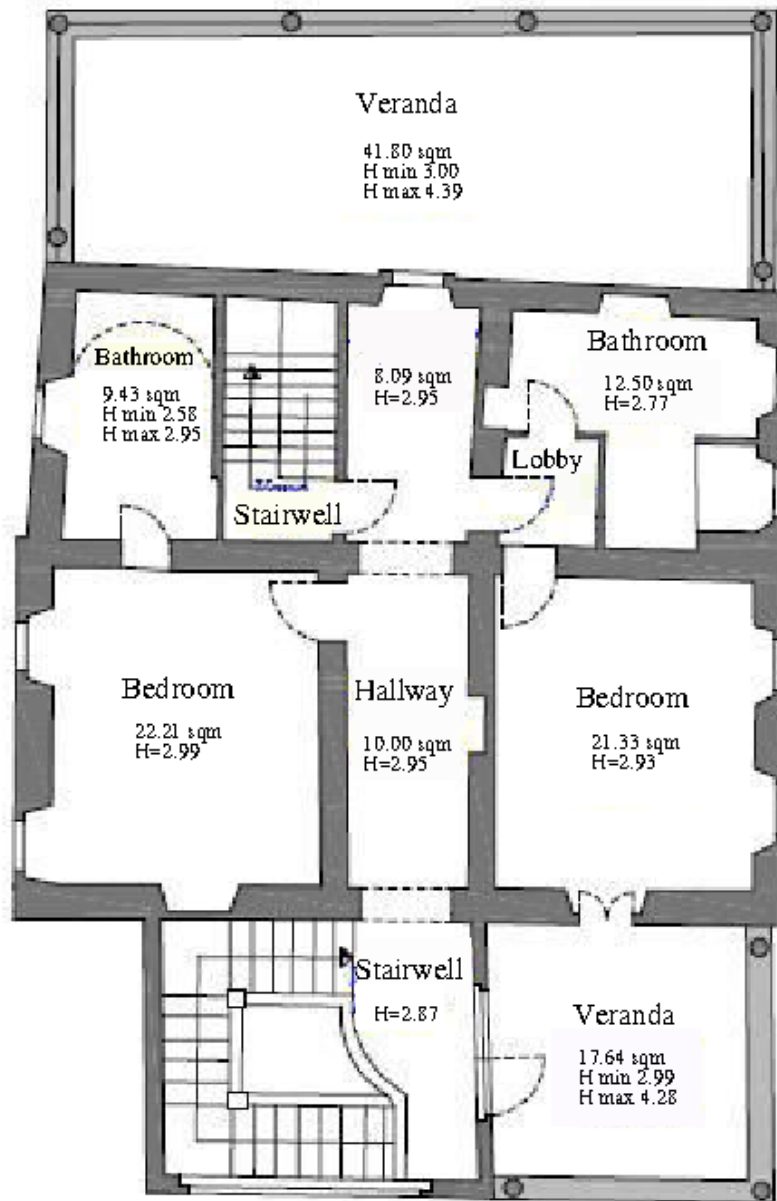 Veranda
41.80 sqm
H min 3.00
H max 4.39
Bathroom
9.43 sqm
H min 2.58
H max 2.95
8.09 sqm
H=2.95
Bathroom
12.50 sqm
H=2.77
Lobby
Stairwell
Bedroom
22.21 sqm
H=2.99
Hallway
10.00 sqm
H=2.95
Bedroom
21.33 sqm
H=2.93
Stairwell
H=2.87
Veranda
17.64 sqm
H min 2.99
H max 4.28